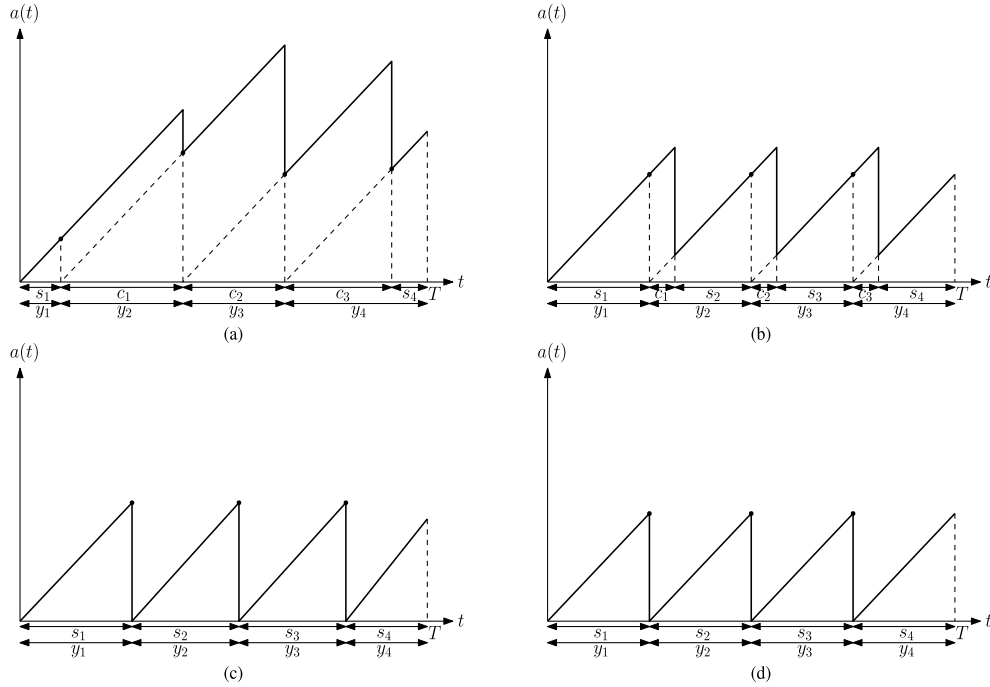 a(t)
t
s₁ c₁ c₂ c₃ s₄ T
y₁ y₂ y₃ y₄
(a)
a(t)
t
s₁ c₁ s₂ c₂ s₃ c₃ s₄ T
y₁ y₂ y₃ y₄
(b)
a(t)
t
s₁ s₂ s₃ s₄ T
y₁ y₂ y₃ y₄
(c)
a(t)
t
s₁ s₂ s₃ s₄ T
y₁ y₂ y₃ y₄
(d)